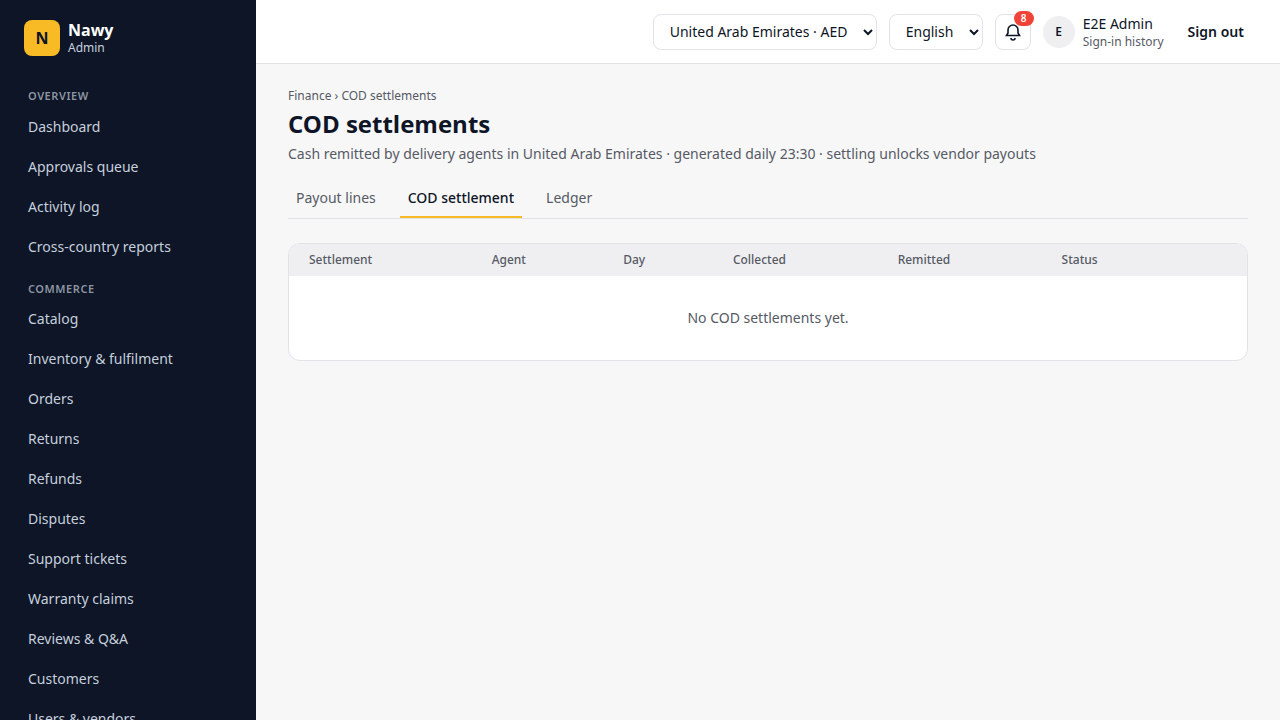 N
Nawy
Admin
OVERVIEW
Dashboard
Approvals queue
Activity log
Cross-country reports
COMMERCE
Catalog
Inventory & fulfilment
Orders
Returns
Refunds
Disputes
Support tickets
Warranty claims
Reviews & Q&A
Customers
Users & vendors
United Arab Emirates · AED
English
8
E
E2E Admin
Sign-in history
Sign out
Finance › COD settlements
COD settlements
Cash remitted by delivery agents in United Arab Emirates · generated daily 23:30 · settling unlocks vendor payouts
Payout lines COD settlement Ledger
Settlement Agent Day Collected Remitted Status
No COD settlements yet.